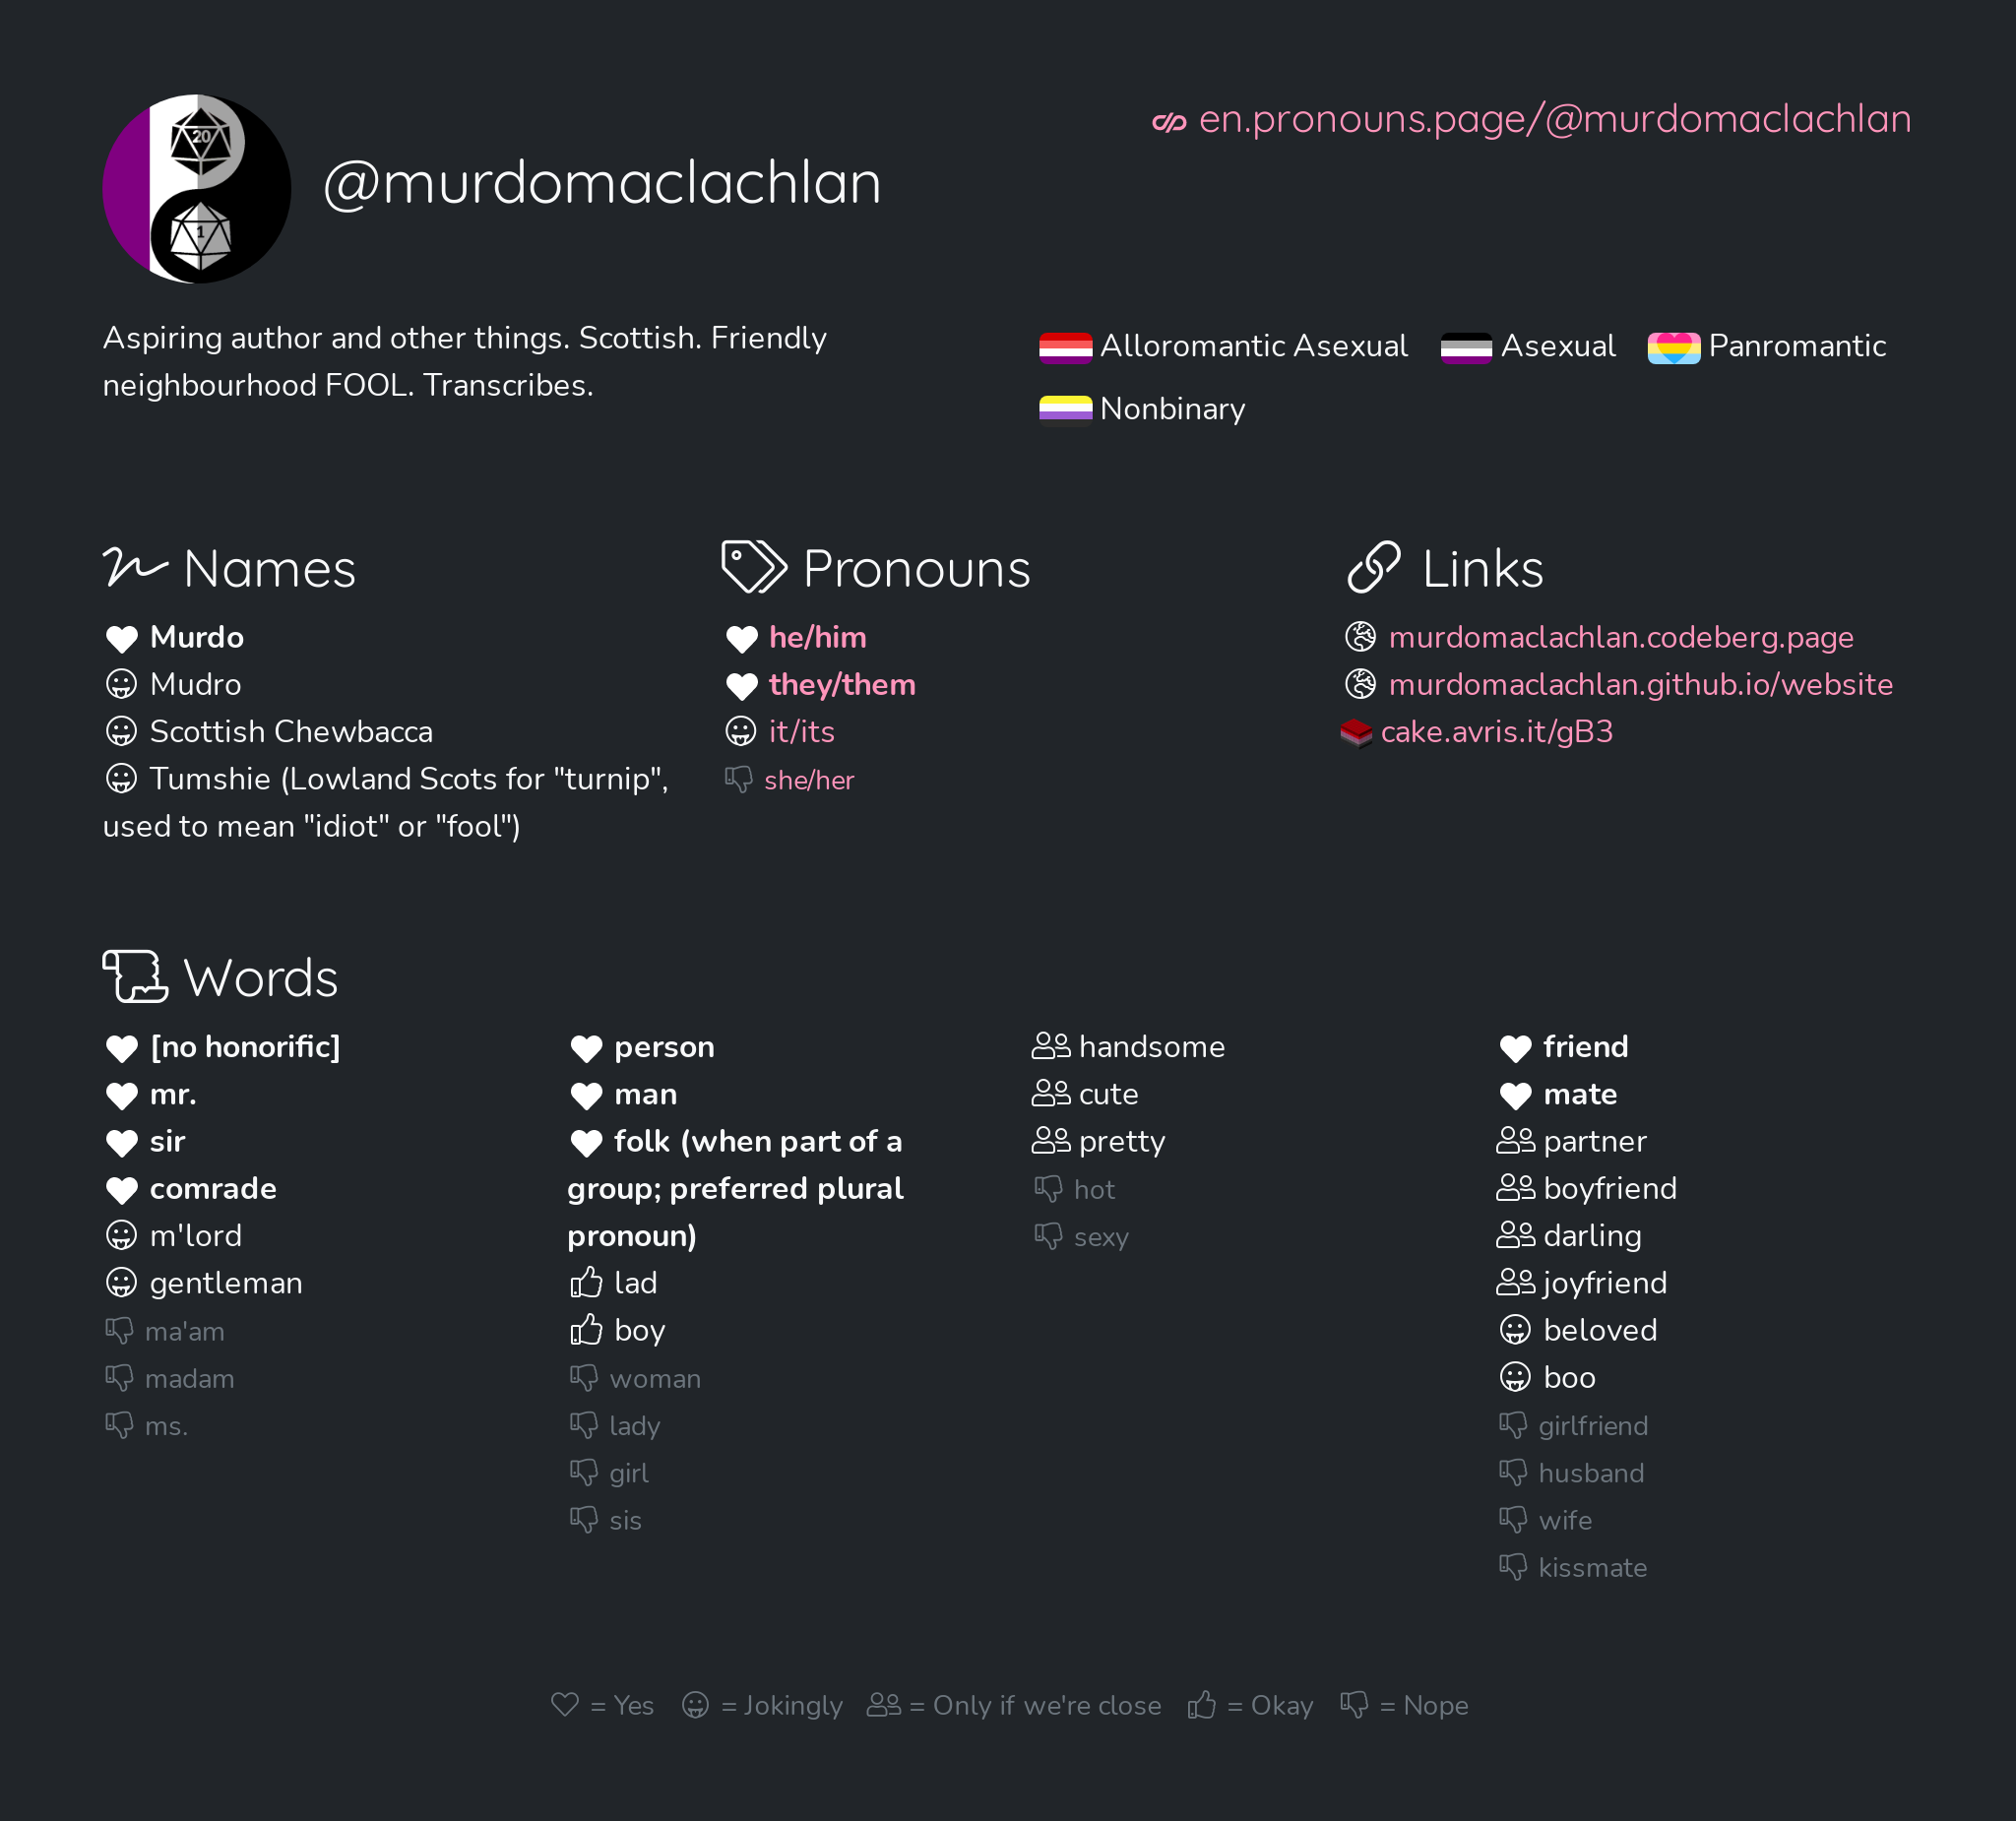 20
1
@murdomaclachlan
en.pronouns.page/@murdomaclachlan
Aspiring author and other things. Scottish. Friendly
neighbourhood FOOL. Transcribes.
Alloromantic Asexual
Asexual
Panromantic
Nonbinary
Names
Murdo
Mudro
Scottish Chewbacca
Tumshie (Lowland Scots for "turnip",
used to mean "idiot" or "fool")
Pronouns
he/him
they/them
it/its
she/her
Links
murdomaclachlan.codeberg.page
murdomaclachlan.github.io/website
cake.avris.it/gB3
Words
[no honorific]
mr.
sir
comrade
m'lord
gentleman
ma'am
madam
ms.
person
man
folk (when part of a
group; preferred plural
pronoun)
lad
boy
woman
lady
girl
sis
handsome
cute
pretty
hot
sexy
friend
mate
partner
boyfriend
darling
joyfriend
beloved
boo
girlfriend
husband
wife
kissmate
= Yes = Jokingly = Only if we're close = Okay = Nope